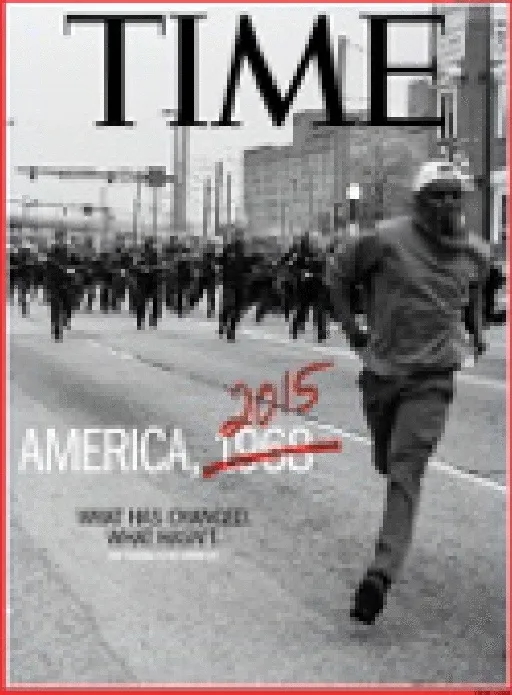 TIME
2015
AMERICA, 1968
WHAT HAS CHANGED.
WHAT HASN'T.